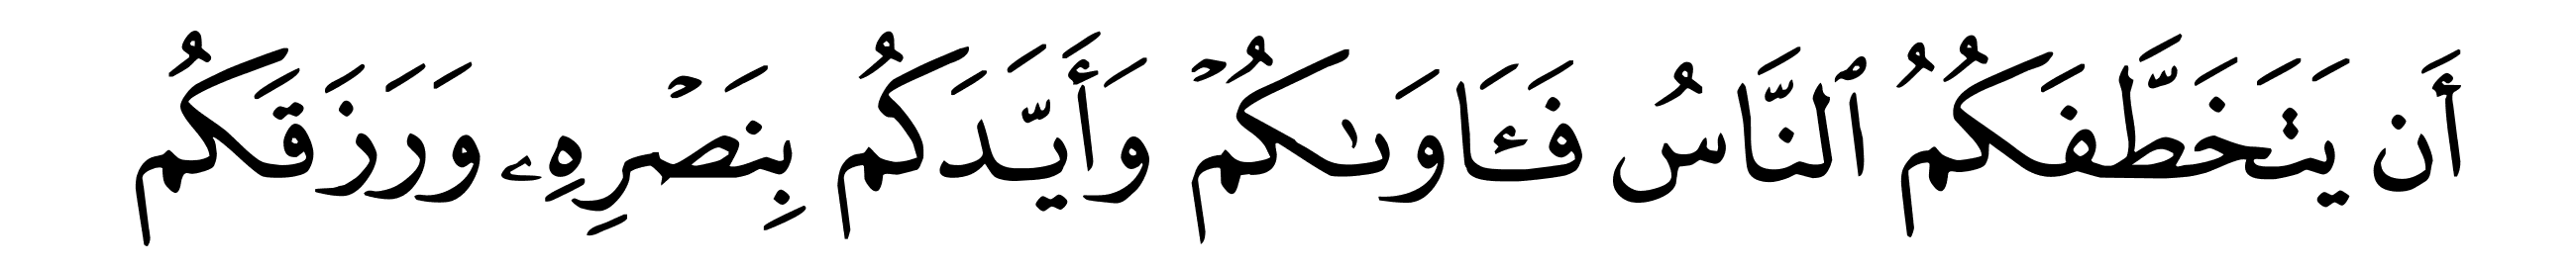 أَن يَتَخَطَّفَكُمُ ٱلنَّاسُ فَـَٔاوَىٰكُمۡ وَأَيَّدَكُم بِنَصۡرِهِۦ وَرَزَقَكُم